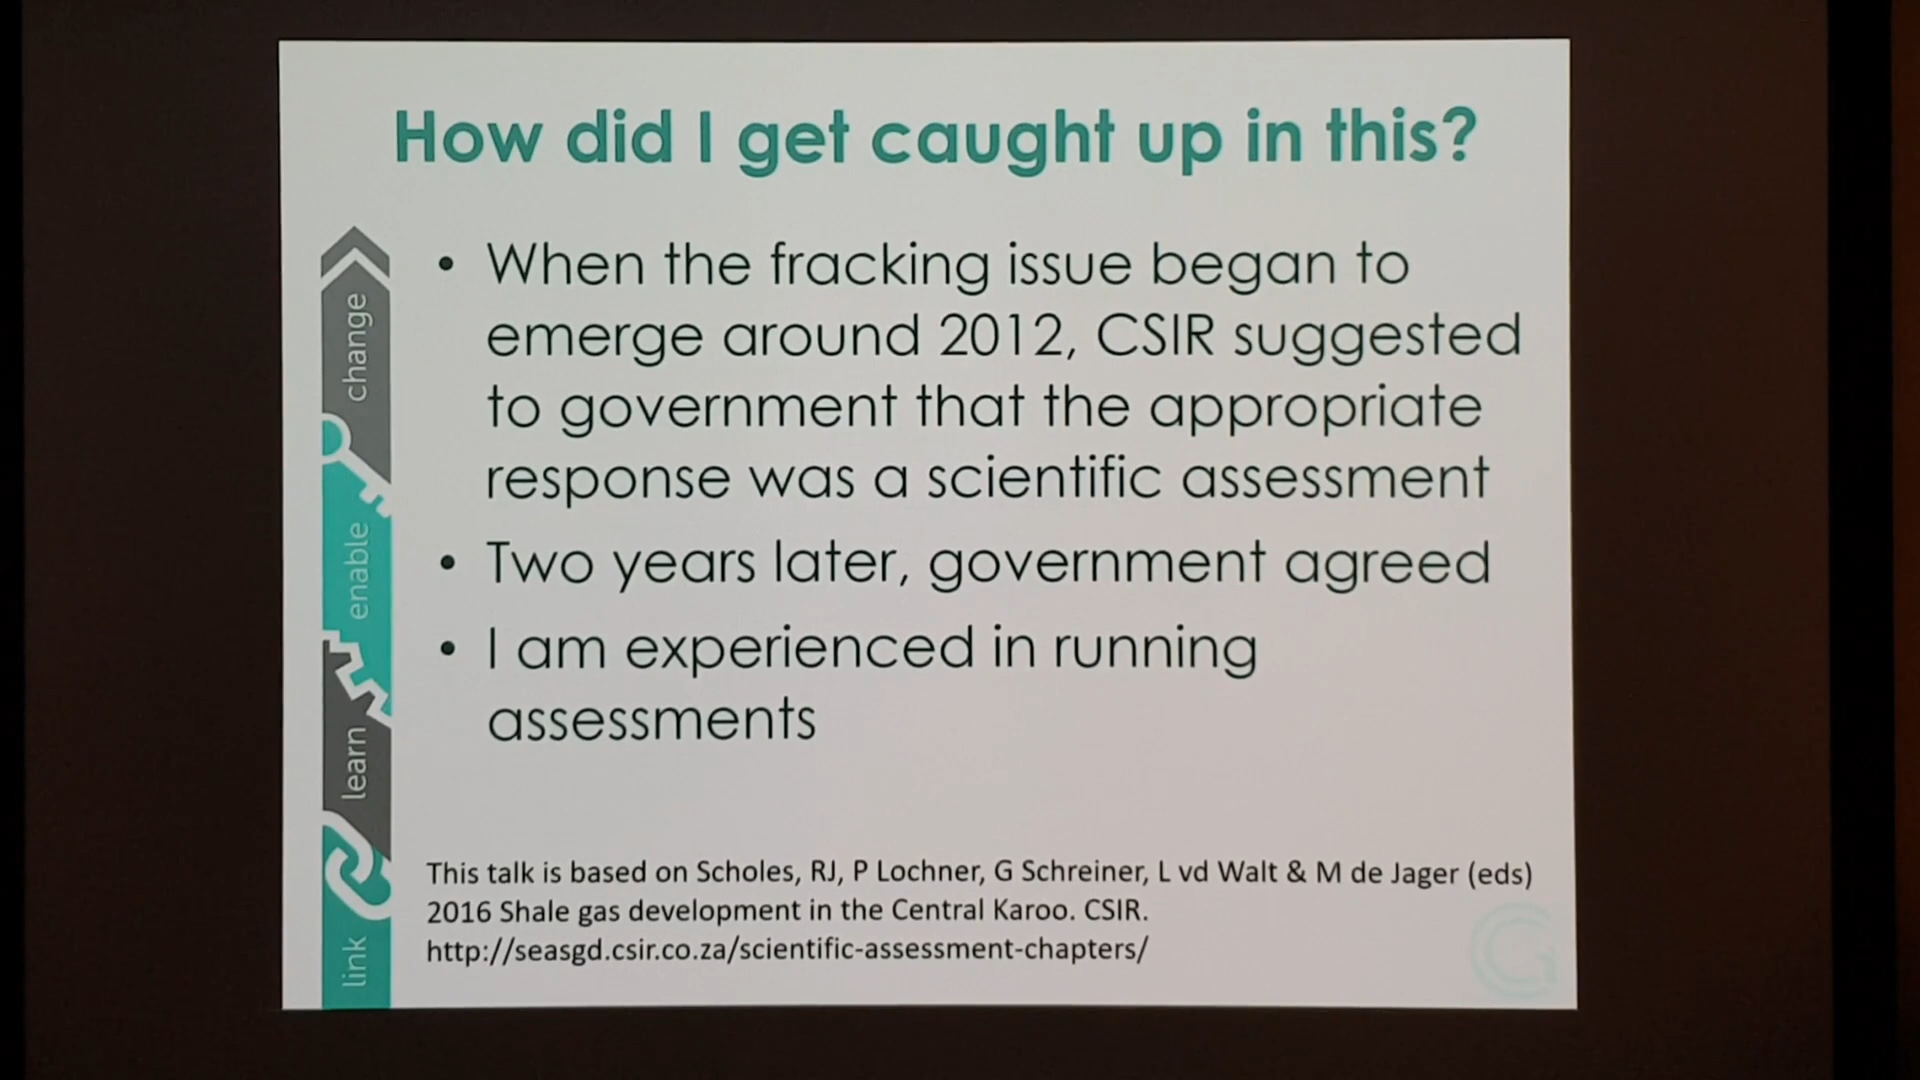 How did I get caught up in this?
• When the fracking issue began to
emerge around 2012, CSIR suggested
to government that the appropriate
response was a scientific assessment
• Two years later, government agreed
• I am experienced in running
assessments
change
enable
learn
link
This talk is based on Scholes, RJ, P Lochner, G Schreiner, L vd Walt & M de Jager (eds)
2016 Shale gas development in the Central Karoo. CSIR.
http://seasgd.csir.co.za/scientific-assessment-chapters/